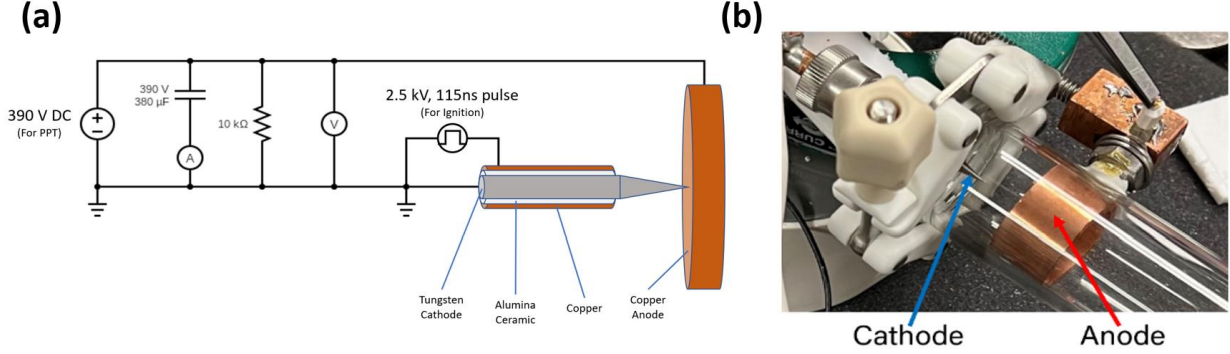 (a)
390 V DC
(For PPT)
390 V
380 μF
A
10 kΩ
V
2.5 kV, 115ns pulse
(For Ignition)
Tungsten
Cathode
Alumina
Ceramic
Copper
Copper
Anode
(b)
Cathode
Anode